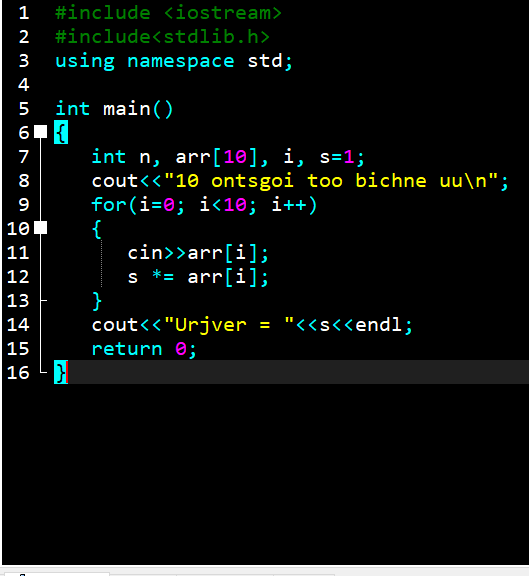 1 #include <iostream>
2 #include<stdlib.h>
3 using namespace std;
4
5 int main()
6 {
7 int n, arr[10], i, s=1;
8 cout<<"10 ontsgoi too bichne uu\n";
9 for(i=0; i<10; i++)
10 {
11 cin>>arr[i];
12 s *= arr[i];
13 }
14 cout<<"Urjver = "<<s<<endl;
15 return 0;
16 }